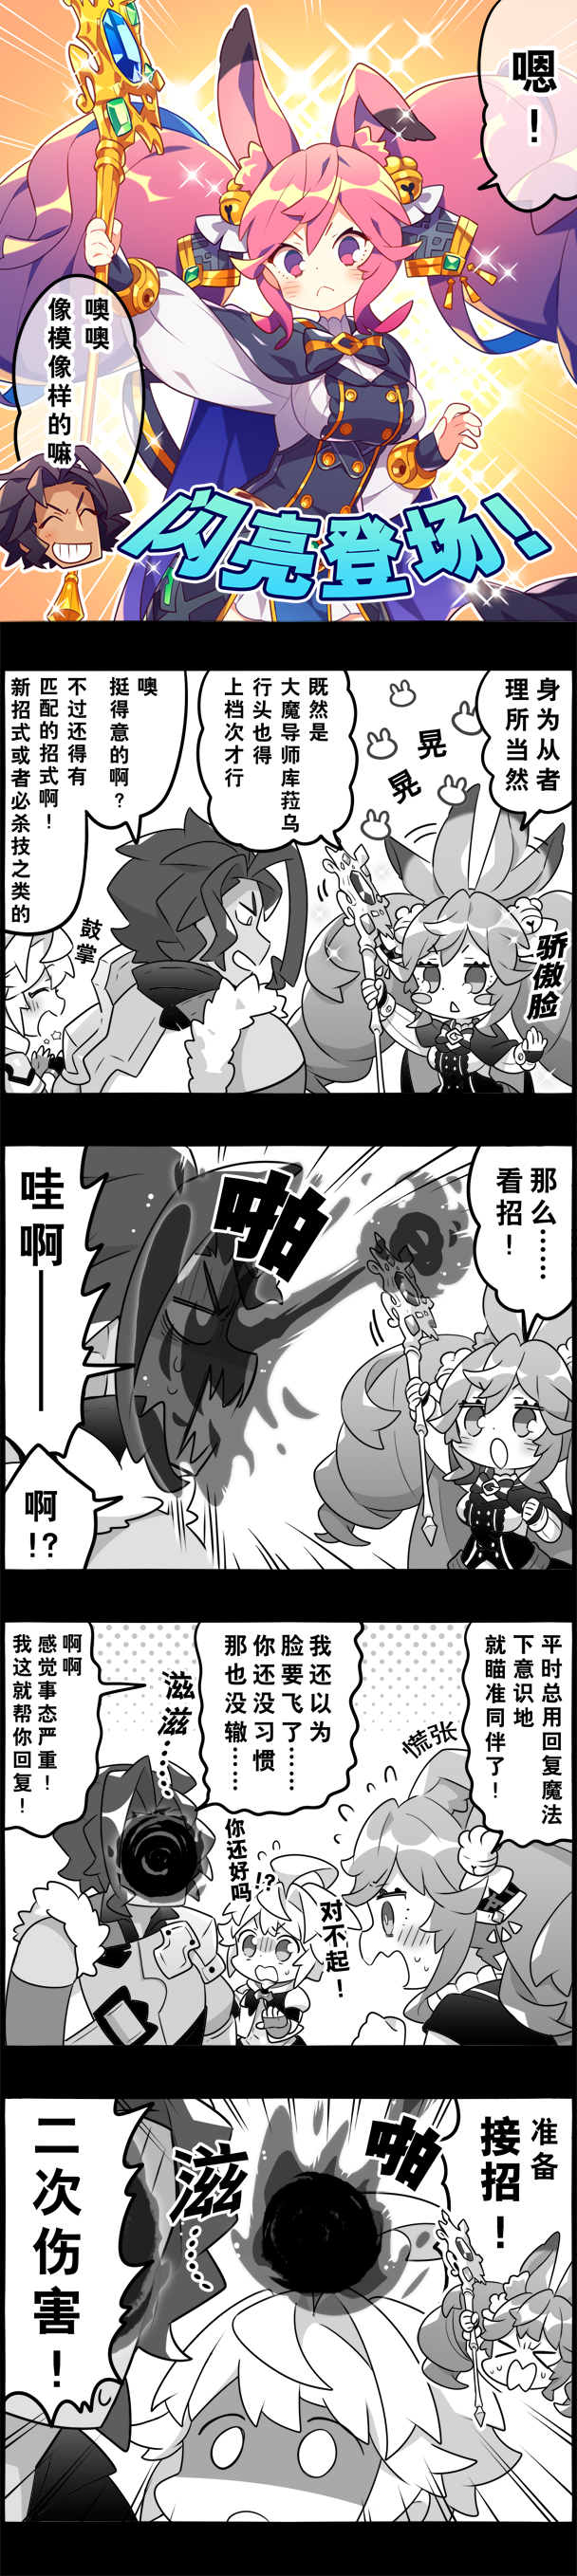 嗯！
噢噢
像模像样的嘛
闪亮登场！
身为从者
理所当然
晃
晃
骄傲脸
既然是
大魔导师库菈乌
行头也得
上档次才行
噢
挺得意的啊？
不过还得有
匹配的招式啊！
新招式或者必杀技之类的
鼓掌
那么……
看招！
啪
哇啊——
啊!?
平时总用回复魔法
下意识地
就瞄准同伴了！
慌张
对不起！
我还以为
脸要飞了……
你还没习惯
那也没辙……
!?
你还好吗
滋滋……
啊啊
感觉事态严重！
我这就帮你回复！
准备
接招！
啪
滋……
二次伤害！